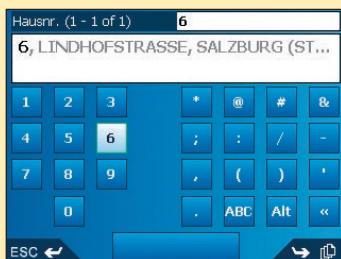 Hausnr. (1 - 1 of 1) 6
6, LINDHOFSTRASSE, SALZBURG (ST...
1 2 3 * @ # &
4 5 6 ; : / -
7 8 9 , ( ) '
0 . ABC Alt «
ESC